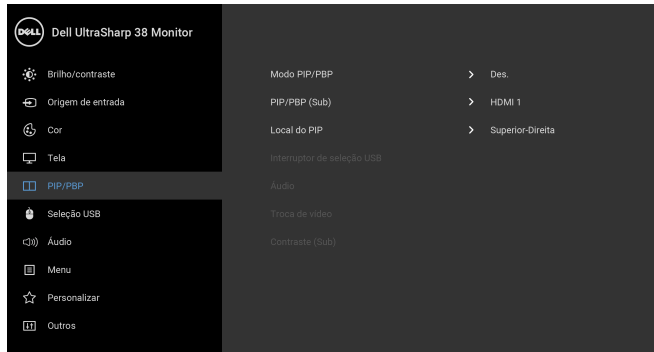 DELL Dell UltraSharp 38 Monitor
Brilho/contraste
Modo PIP/PBP Des.
Origem de entrada
PIP/PBP (Sub) HDMI 1
Cor
Local do PIP Superior-Direita
Tela
Interruptor de seleção USB
PIP/PBP
Áudio
Seleção USB
Troca de vídeo
Áudio
Contraste (Sub)
Menu
Personalizar
Outros